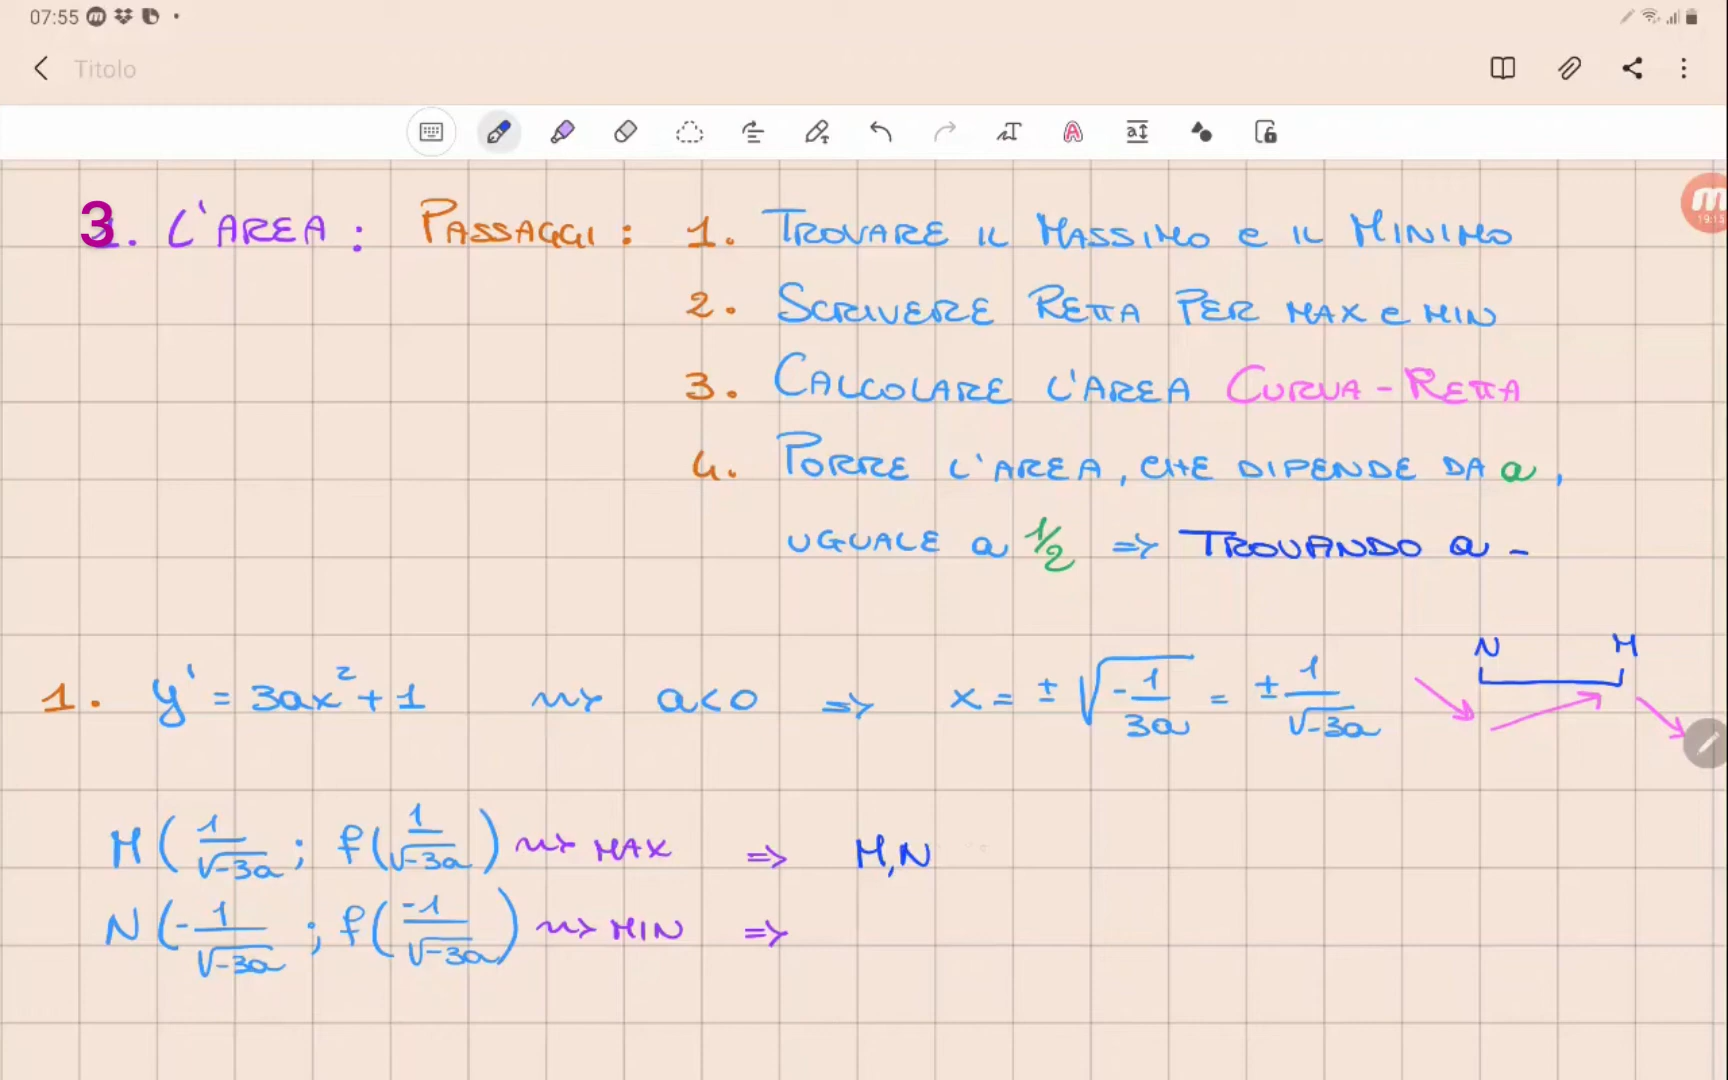 07:55
Titolo
19:15
3. L'AREA : PASSAGGI : 1. TROVARE IL MASSIMO e IL MINIMO
2. SCRIVERE RETTA PER MAX e MIN
3. CALCOLARE L'AREA CURVA - RETTA
4. PORRE L'AREA, CHE DIPENDE DA a,
UGUALE a 1/2 => TROVANDO a -
N M
1. y' = 3ax² + 1 ⇝ a<0 => x = ± √(-1/3a) = ± 1/√-3a
M (1/√-3a ; f(1/√-3a) ⇝ MAX => M,N
N (-1/√-3a ; f(-1/√-3a) ⇝ MIN =>